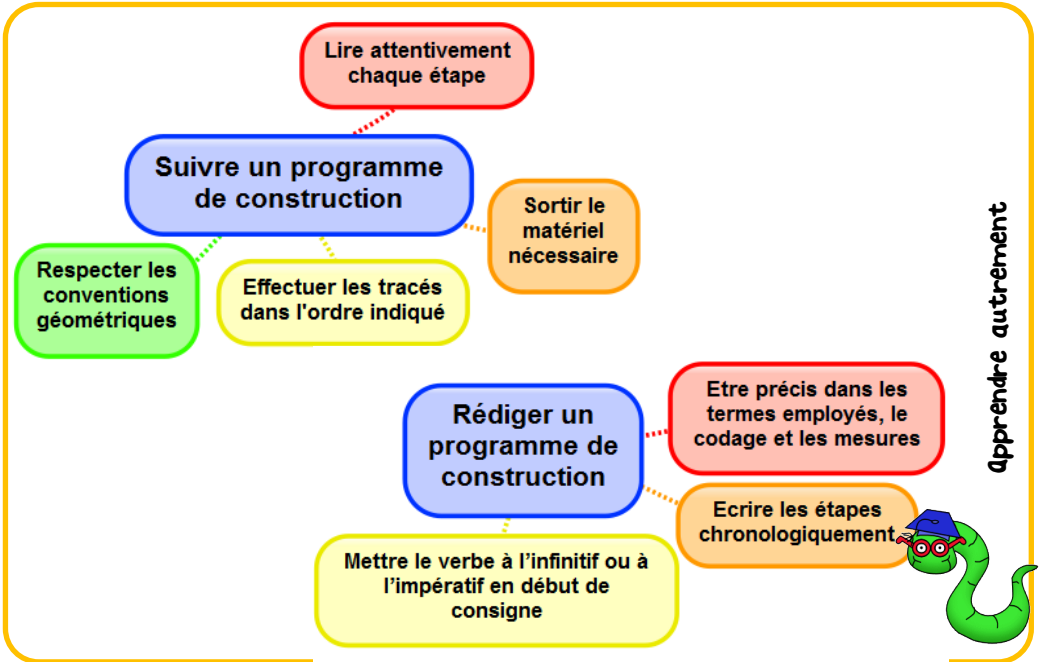 Lire attentivement
chaque étape
Suivre un programme
de construction
Sortir le
matériel
nécessaire
Respecter les
conventions
géométriques
Effectuer les tracés
dans l'ordre indiqué
Apprendre autrement
Rédiger un
programme de
construction
Etre précis dans les
termes employés, le
codage et les mesures
Ecrire les étapes
chronologiquement
Mettre le verbe à l’infinitif ou à
l’impératif en début de
consigne